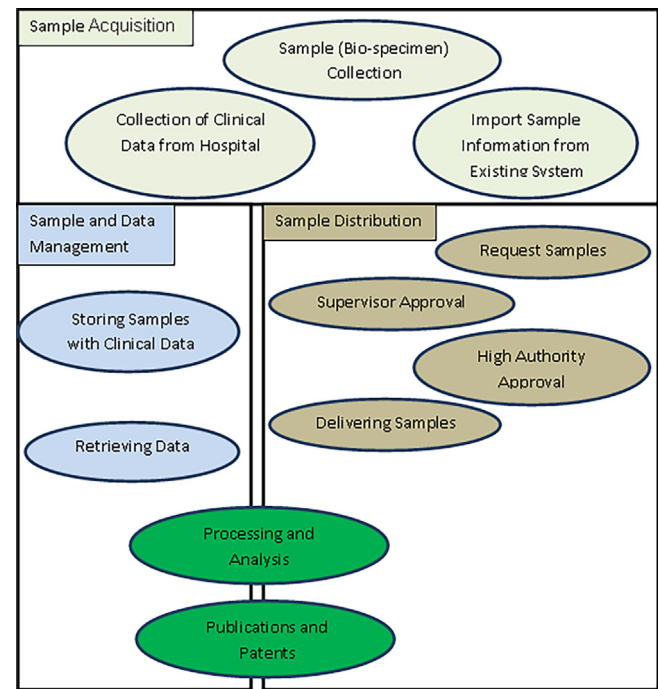 Sample Acquisition
Sample (Bio-specimen)
Collection
Collection of Clinical
Data from Hospital
Import Sample
Information from
Existing System
Sample and Data
Management
Storing Samples
with Clinical Data
Retrieving Data
Sample Distribution
Request Samples
Supervisor Approval
High Authority
Approval
Delivering Samples
Processing and
Analysis
Publications and
Patents